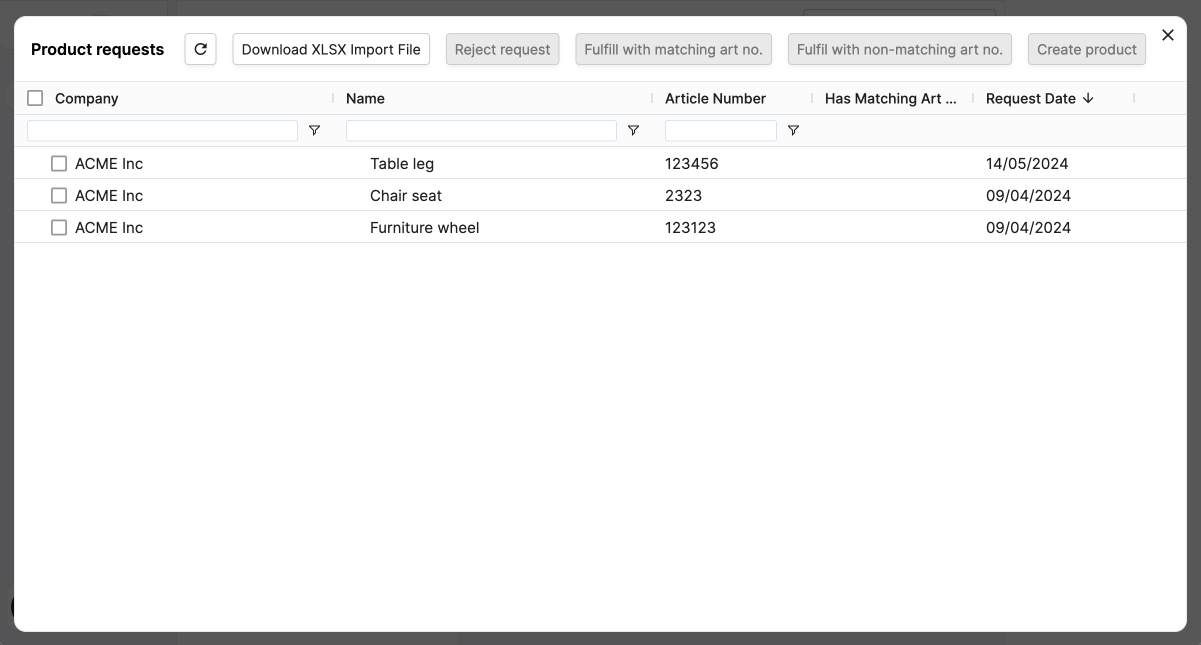 Product requests Download XLSX Import File Reject request Fulfill with matching art no. Fulfil with non-matching art no. Create product
Company Name Article Number Has Matching Art ... Request Date
ACME Inc Table leg 123456 14/05/2024
ACME Inc Chair seat 2323 09/04/2024
ACME Inc Furniture wheel 123123 09/04/2024